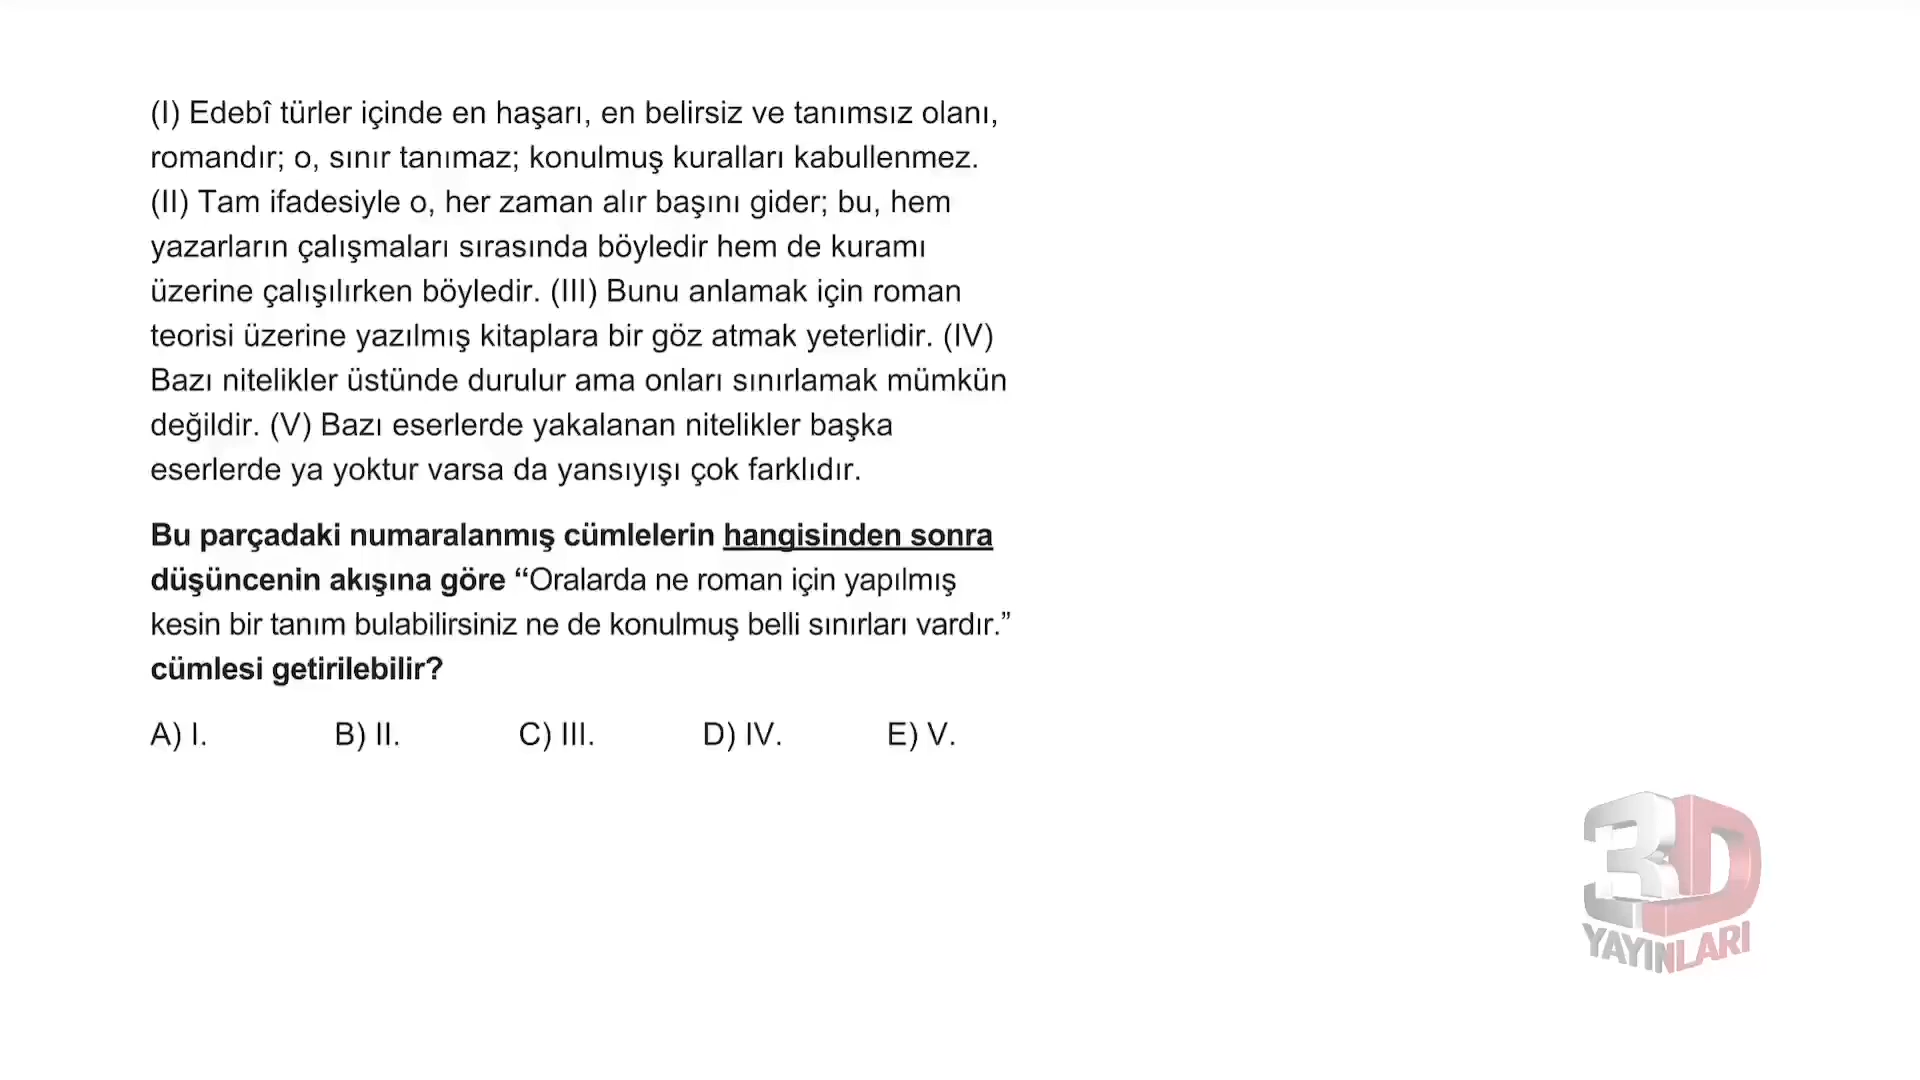 (I) Edebî türler içinde en haşarı, en belirsiz ve tanımsız olanı,
romandır; o, sınır tanımaz; konulmuş kuralları kabullenmez.
(II) Tam ifadesiyle o, her zaman alır başını gider; bu, hem
yazarların çalışmaları sırasında böyledir hem de kuramı
üzerine çalışılırken böyledir. (III) Bunu anlamak için roman
teorisi üzerine yazılmış kitaplara bir göz atmak yeterlidir. (IV)
Bazı nitelikler üstünde durulur ama onları sınırlamak mümkün
değildir. (V) Bazı eserlerde yakalanan nitelikler başka
eserlerde ya yoktur varsa da yansıyışı çok farklıdır.
Bu parçadaki numaralanmış cümlelerin hangisinden sonra
düşüncenin akışına göre “Oralarda ne roman için yapılmış
kesin bir tanım bulabilirsiniz ne de konulmuş belli sınırları vardır.”
cümlesi getirilebilir?
A) I. B) II. C) III. D) IV. E) V.
3D
YAYINLARI